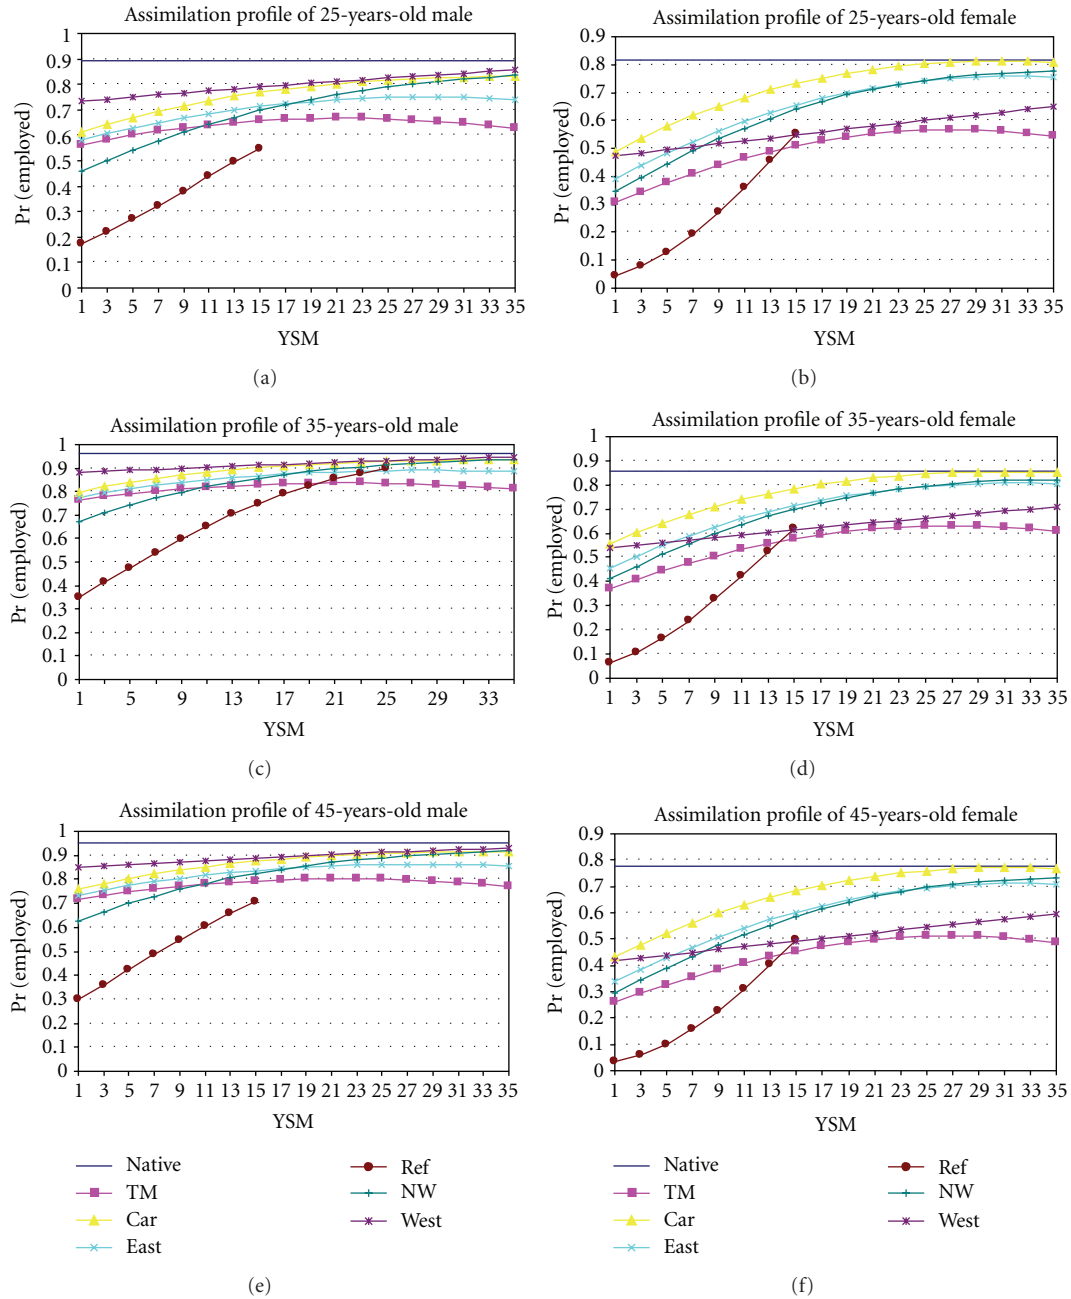 Assimilation profile of 25-years-old male
1
0.9
0.8
0.7
0.6
0.5
0.4
0.3
0.2
0.1
0
Pr (employed)
1 3 5 7 9 11 13 15 17 19 21 23 25 27 29 31 33 35
YSM
(a)
Assimilation profile of 25-years-old female
0.9
0.8
0.7
0.6
0.5
0.4
0.3
0.2
0.1
0
Pr (employed)
1 3 5 7 9 11 13 15 17 19 21 23 25 27 29 31 33 35
YSM
(b)
Assimilation profile of 35-years-old male
1
0.9
0.8
0.7
0.6
0.5
0.4
0.3
0.2
0.1
0
Pr (employed)
1 5 9 13 17 21 25 29 33
YSM
(c)
Assimilation profile of 35-years-old female
1
0.9
0.8
0.7
0.6
0.5
0.4
0.3
0.2
0.1
0
Pr (employed)
1 3 5 7 9 11 13 15 17 19 21 23 25 27 29 31 33 35
YSM
(d)
Assimilation profile of 45-years-old male
1
0.9
0.8
0.7
0.6
0.5
0.4
0.3
0.2
0.1
0
Pr (employed)
1 3 5 7 9 11 13 15 17 19 21 23 25 27 29 31 33 35
YSM
Native
TM
Car
East
Ref
NW
West
(e)
Assimilation profile of 45-years-old female
0.9
0.8
0.7
0.6
0.5
0.4
0.3
0.2
0.1
0
Pr (employed)
1 3 5 7 9 11 13 15 17 19 21 23 25 27 29 31 33 35
YSM
Native
TM
Car
East
Ref
NW
West
(f)